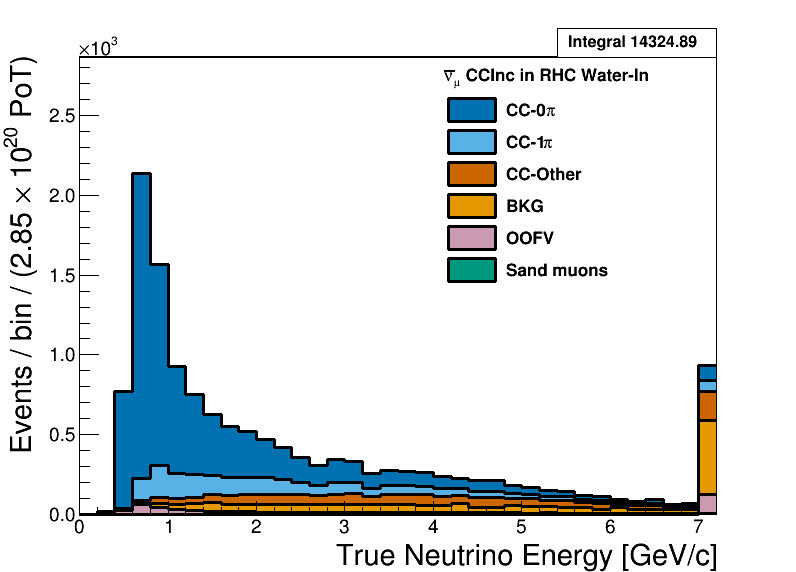 Integral 14324.89
×10³
ν̅_μ CCInc in RHC Water-In
CC-0π
CC-1π
CC-Other
BKG
OOFV
Sand muons
Events / bin / (2.85 × 10²⁰ PoT)
2.5
2.0
1.5
1.0
0.5
0.0
0 1 2 3 4 5 6 7
True Neutrino Energy [GeV/c]